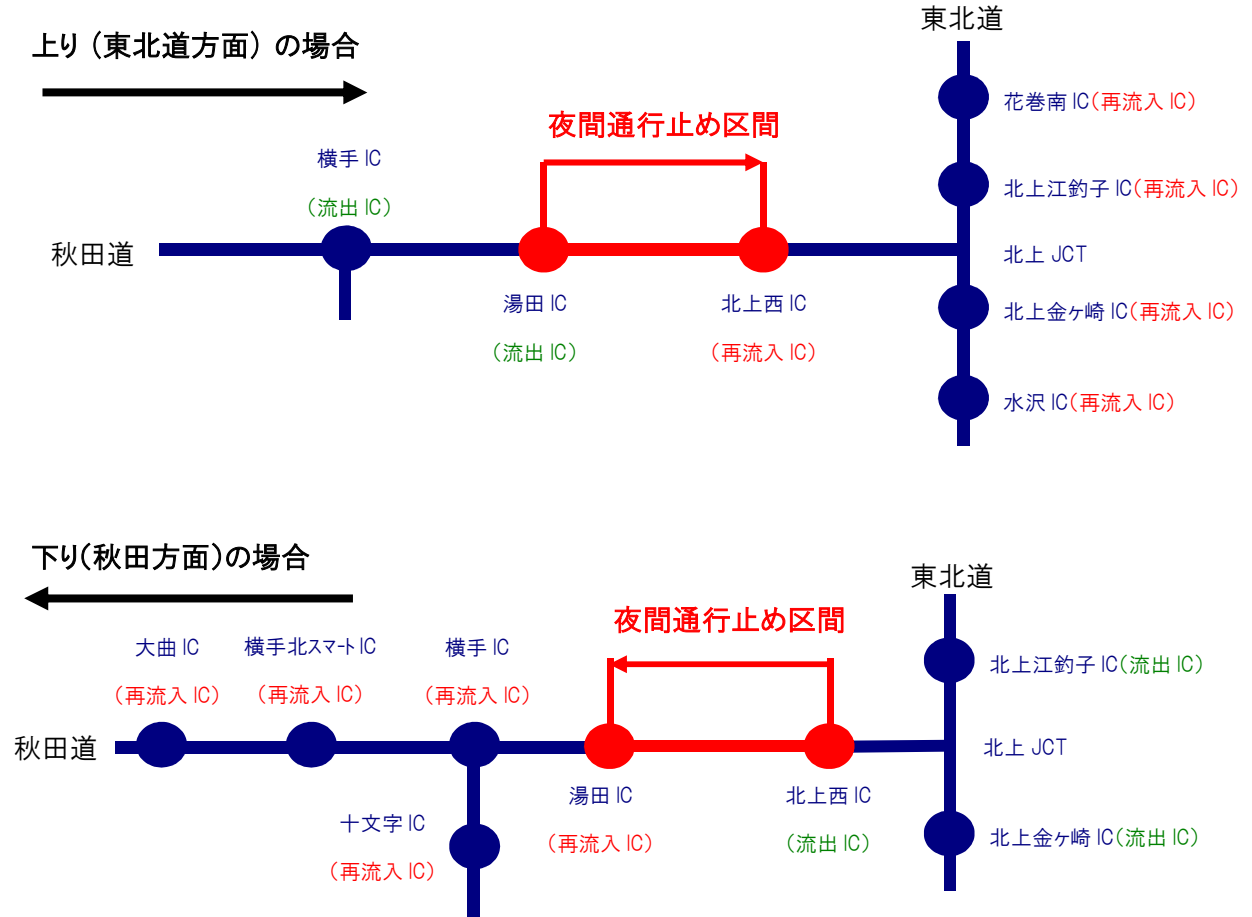 東北道
上り（東北道方面）の場合
花巻南 IC（再流入 IC）
夜間通行止め区間
横手 IC
（流出 IC）
北上江釣子 IC（再流入 IC）
秋田道
北上 JCT
湯田 IC
（流出 IC）
北上西 IC
（再流入 IC）
北上金ヶ崎 IC（再流入 IC）
水沢 IC（再流入 IC）
下り（秋田方面）の場合
東北道
夜間通行止め区間
大曲 IC
（再流入 IC）
横手北スマート IC
（再流入 IC）
横手 IC
（再流入 IC）
北上江釣子 IC（流出 IC）
秋田道
北上 JCT
湯田 IC
（再流入 IC）
北上西 IC
（流出 IC）
十文字 IC
（再流入 IC）
北上金ヶ崎 IC（流出 IC）